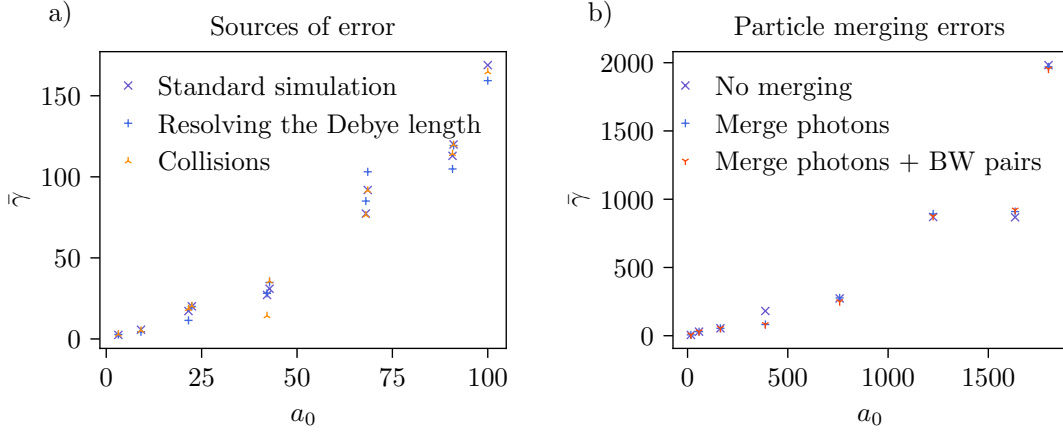 a)
Sources of error
150
100
50
0
0
25
50
75
100
γ̄
a₀
Standard simulation
Resolving the Debye length
Collisions
b)
Particle merging errors
2000
1500
1000
500
0
0
500
1000
1500
γ̄
a₀
No merging
Merge photons
Merge photons + BW pairs